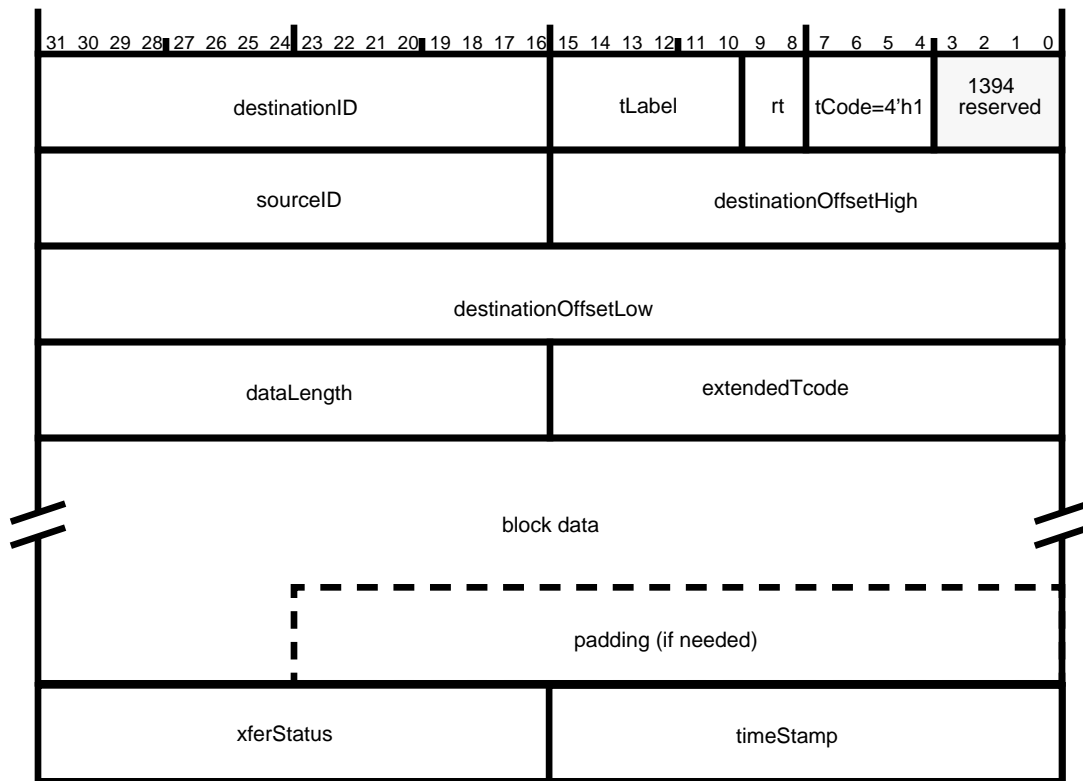 31 30 29 28 27 26 25 24 23 22 21 20 19 18 17 16 15 14 13 12 11 10 9 8 7 6 5 4 3 2 1 0
destinationID tLabel rt tCode=4'h1 1394
reserved
sourceID destinationOffsetHigh
destinationOffsetLow
dataLength extendedTcode
block data
padding (if needed)
xferStatus timeStamp